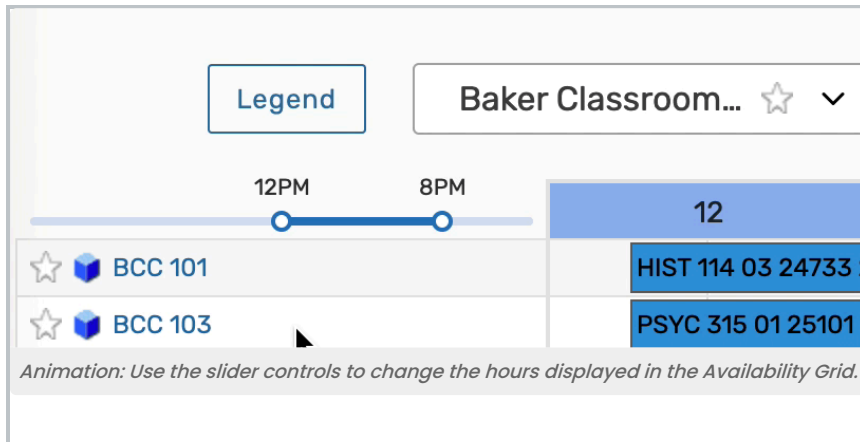 Legend
Baker Classroom...
12PM 8PM
12
BCC 101
HIST 114 03 24733
BCC 103
PSYC 315 01 25101
Animation: Use the slider controls to change the hours displayed in the Availability Grid.